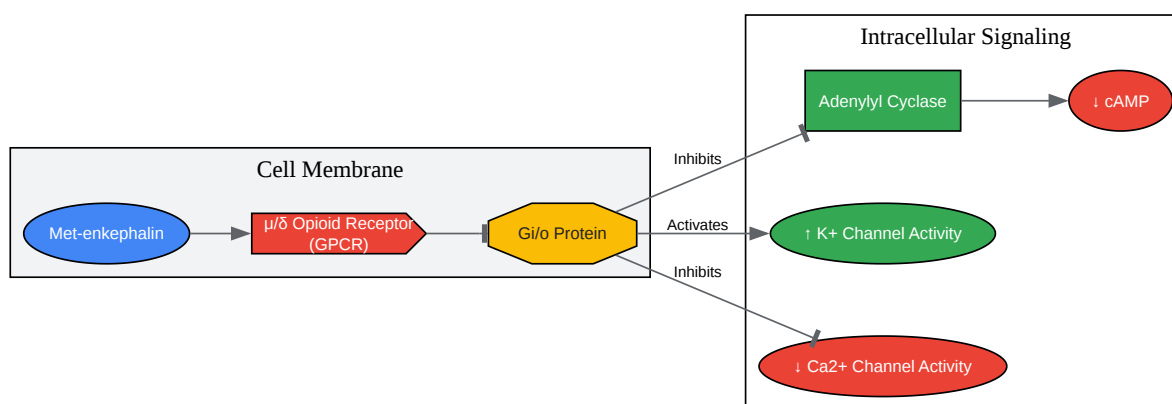 Intracellular Signaling
Adenylyl Cyclase
↓ cAMP
Inhibits
Cell Membrane
Met-enkephalin
μ/δ Opioid Receptor
(GPCR)
Gi/o Protein
Activates
↑ K+ Channel Activity
Inhibits
↓ Ca2+ Channel Activity